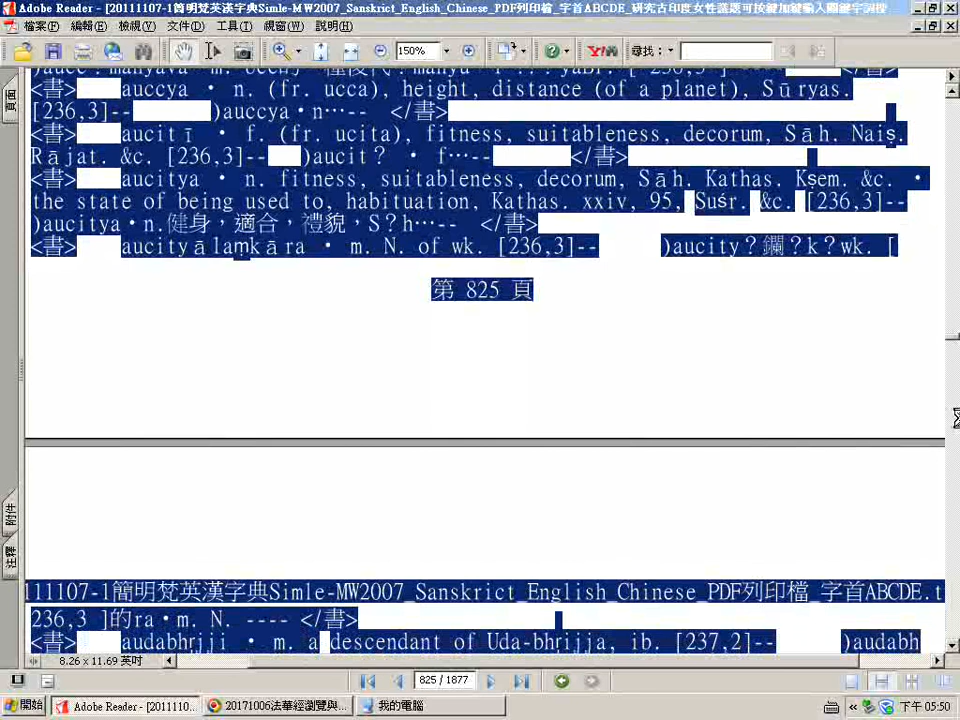 Adobe Reader - [20111107-1簡明梵英漢字典Simle-MW2007_Sanskrict_English_Chinese_PDF列印檔_字首ABCDE_研究古印度女性議題可按鍵加鍵輸入關鍵字詞搜
檔案(F) 編輯(E) 檢視(V) 文件(D) 工具(T) 視窗(W) 說明(H)
150% Y! 尋找:
頁面
<書> auccya · n. (fr. ucca), height, distance (of a planet), Sūryas.
[236,3]-- )auccya·n…-- </書>
<書> aucitī · f. (fr. ucita), fitness, suitableness, decorum, Sāh. Naiṣ.
Rājat. &c. [236,3]-- )aucit? · f…-- </書>
<書> aucitya · n. fitness, suitableness, decorum, Sāh. Kathas. Kṣem. &c. ·
the state of being used to, habituation, Kathas. xxiv, 95, Suśr. &c. [236,3]--
)aucitya·n.健身，適合，禮貌，S?h…-- </書>
<書> aucityālaṃkāra · m. N. of wk. [236,3]-- )aucity?鑭?k?wk. [
第 825 頁
附件
注釋
111107-1簡明梵英漢字典Simle-MW2007_Sanskrict_English_Chinese_PDF列印檔_字首ABCDE.t
236,3 ]的ra·m. N. ---- </書>
<書> audabhṛjji · m. a descendant of Uda-bhṛijja, ib. [237,2]-- )audabh
8.26 x 11.69 英吋
825 / 1877
開始 Adobe Reader - [2011110... 20171006法華經瀏覽與... 我的電腦 下午 05:50